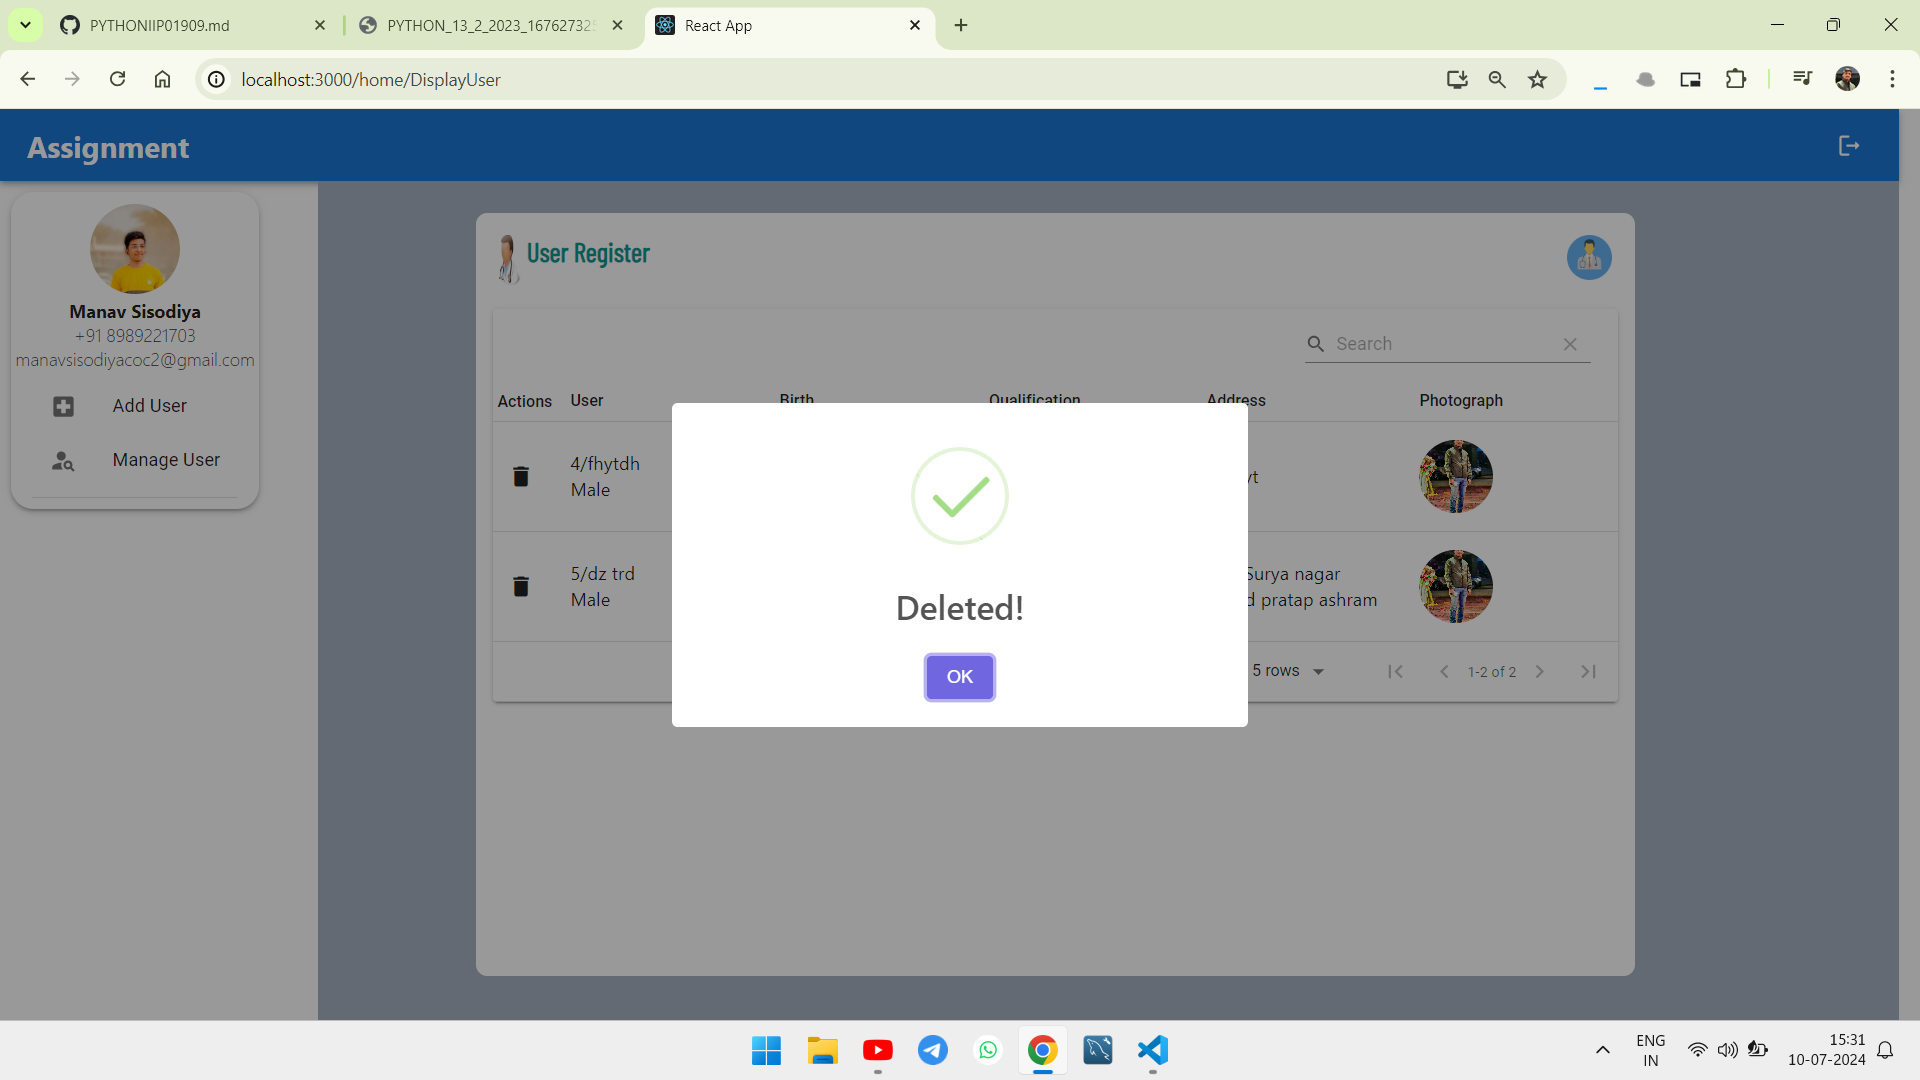 PYTHONIIP01909.md
PYTHON_13_2_2023_16762732
React App
localhost:3000/home/DisplayUser
Assignment
Manav Sisodiya
+91 8989221703
manavsisodiyacoc2@gmail.com
Add User
Manage User
User Register
Search
Actions User Birth Qualification Address Photograph
4/fhytdh
Male
5/dz trd
Male
Surya nagar
pratap ashram
Deleted!
OK
5 rows
1-2 of 2
ENG
IN
15:31
10-07-2024